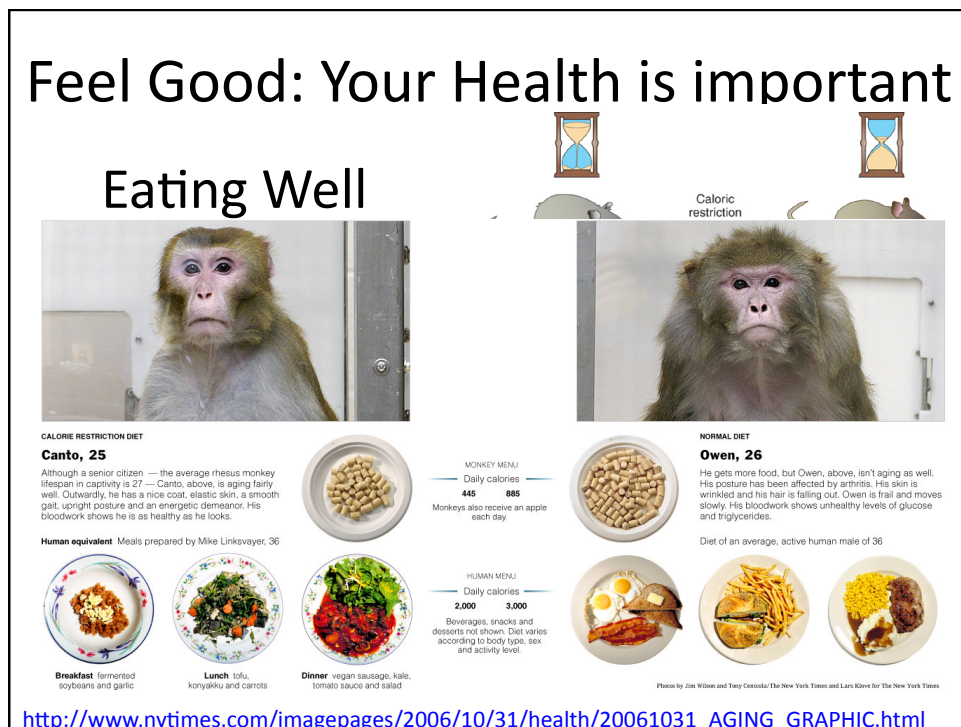 Feel Good: Your Health is important
Eating Well
Caloric
restriction
CALORIE RESTRICTION DIET
Canto, 25
Although a senior citizen — the average rhesus monkey
lifespan in captivity is 27 — Canto, above, is aging fairly
well. Outwardly, he has a nice coat, elastic skin, a smooth
gait, upright posture and an energetic demeanor. His
bloodwork shows he is as healthy as he looks.
Human equivalent Meals prepared by Mike Linksvayer, 36
MONKEY MENU
Daily calories
445 885
Monkeys also receive an apple
each day.
NORMAL DIET
Owen, 26
He gets more food, but Owen, above, isn't aging as well.
His posture has been affected by arthritis. His skin is
wrinkled and his hair is falling out. Owen is frail and moves
slowly. His bloodwork shows unhealthy levels of glucose
and triglycerides.
Diet of an average, active human male of 36
HUMAN MENU
Daily calories
2,000 3,000
Beverages, snacks and
desserts not shown. Diet varies
according to body type, sex
and activity level.
Breakfast fermented
soybeans and garlic
Lunch tofu,
konyakku and carrots
Dinner vegan sausage, kale,
tomato sauce and salad
Photos by Jim Wilson and Tony Cenicola/The New York Times and Lars Klove for The New York Times
http://www.nytimes.com/imagepages/2006/10/31/health/20061031_AGING_GRAPHIC.html